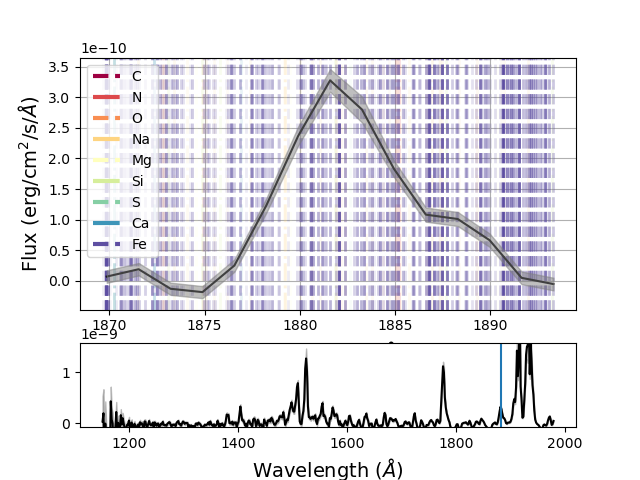 1e−10
3.5
3.0
2.5
2.0
1.5
1.0
0.5
0.0
Flux (erg/cm²/s/Å)
C
N
O
Na
Mg
Si
S
Ca
Fe
1870 1875 1880 1885 1890
1e−9
1
0
1200 1400 1600 1800 2000
Wavelength (Å)